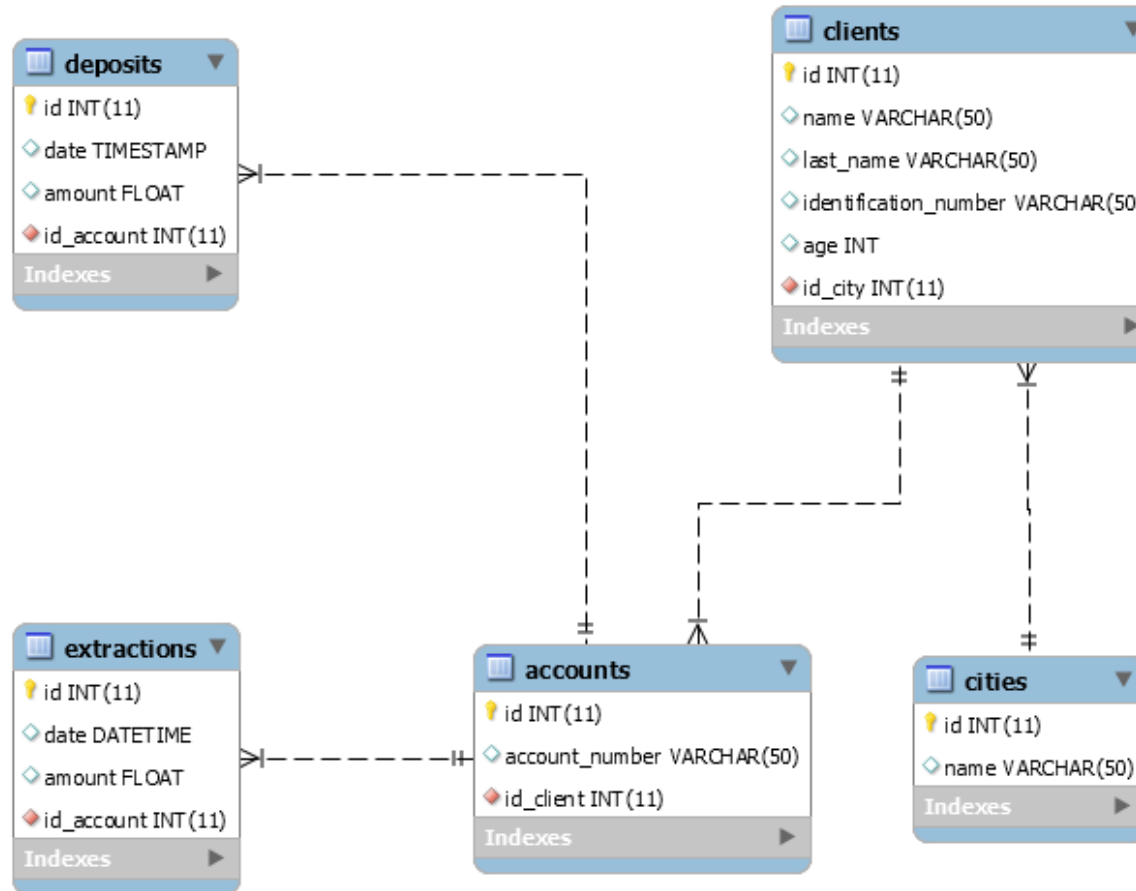 deposits
id INT(11)
date TIMESTAMP
amount FLOAT
id_account INT(11)
Indexes
clients
id INT(11)
name VARCHAR(50)
last_name VARCHAR(50)
identification_number VARCHAR(50
age INT
id_city INT(11)
Indexes
extractions
id INT(11)
date DATETIME
amount FLOAT
id_account INT(11)
Indexes
accounts
id INT(11)
account_number VARCHAR(50)
id_client INT(11)
Indexes
cities
id INT(11)
name VARCHAR(50)
Indexes